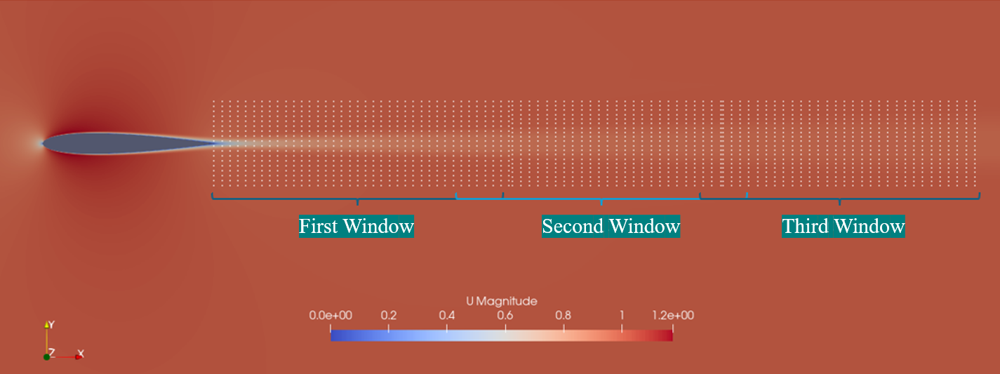 First Window
Second Window
Third Window
U Magnitude
0.0e+00 0.2 0.4 0.6 0.8 1 1.2e+00
Y
Z X